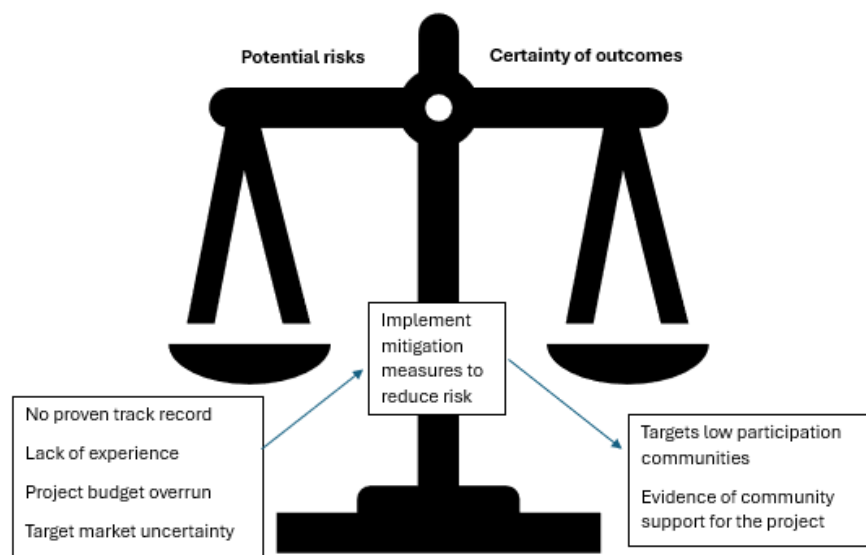 Potential risks
Certainty of outcomes
Implement
mitigation
measures to
reduce risk
No proven track record
Lack of experience
Project budget overrun
Target market uncertainty
Targets low participation
communities
Evidence of community
support for the project